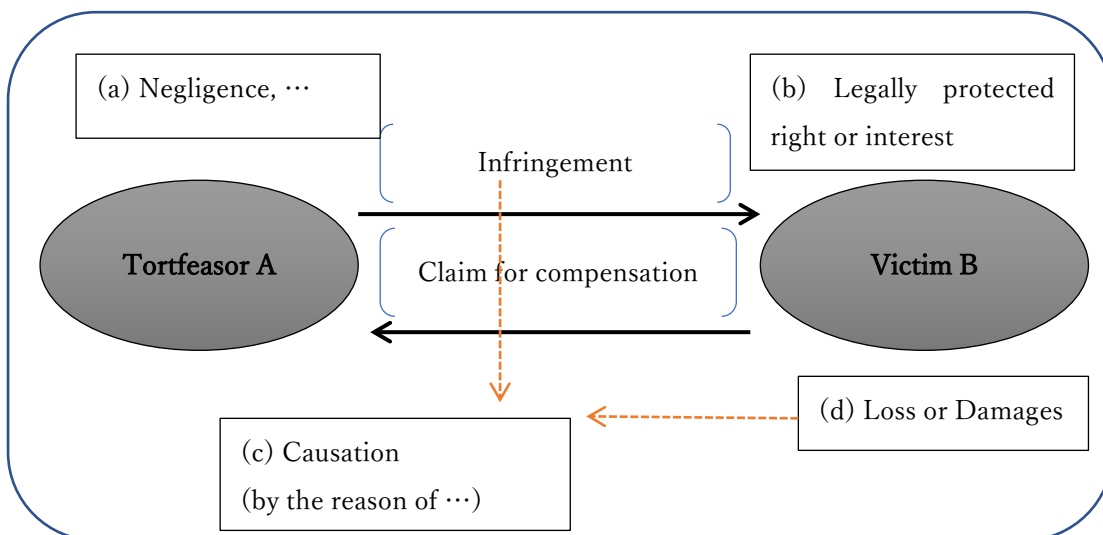 (a) Negligence, …
(b) Legally protected
right or interest
Infringement
Tortfeasor A
Claim for compensation
Victim B
(d) Loss or Damages
(c) Causation
(by the reason of …)